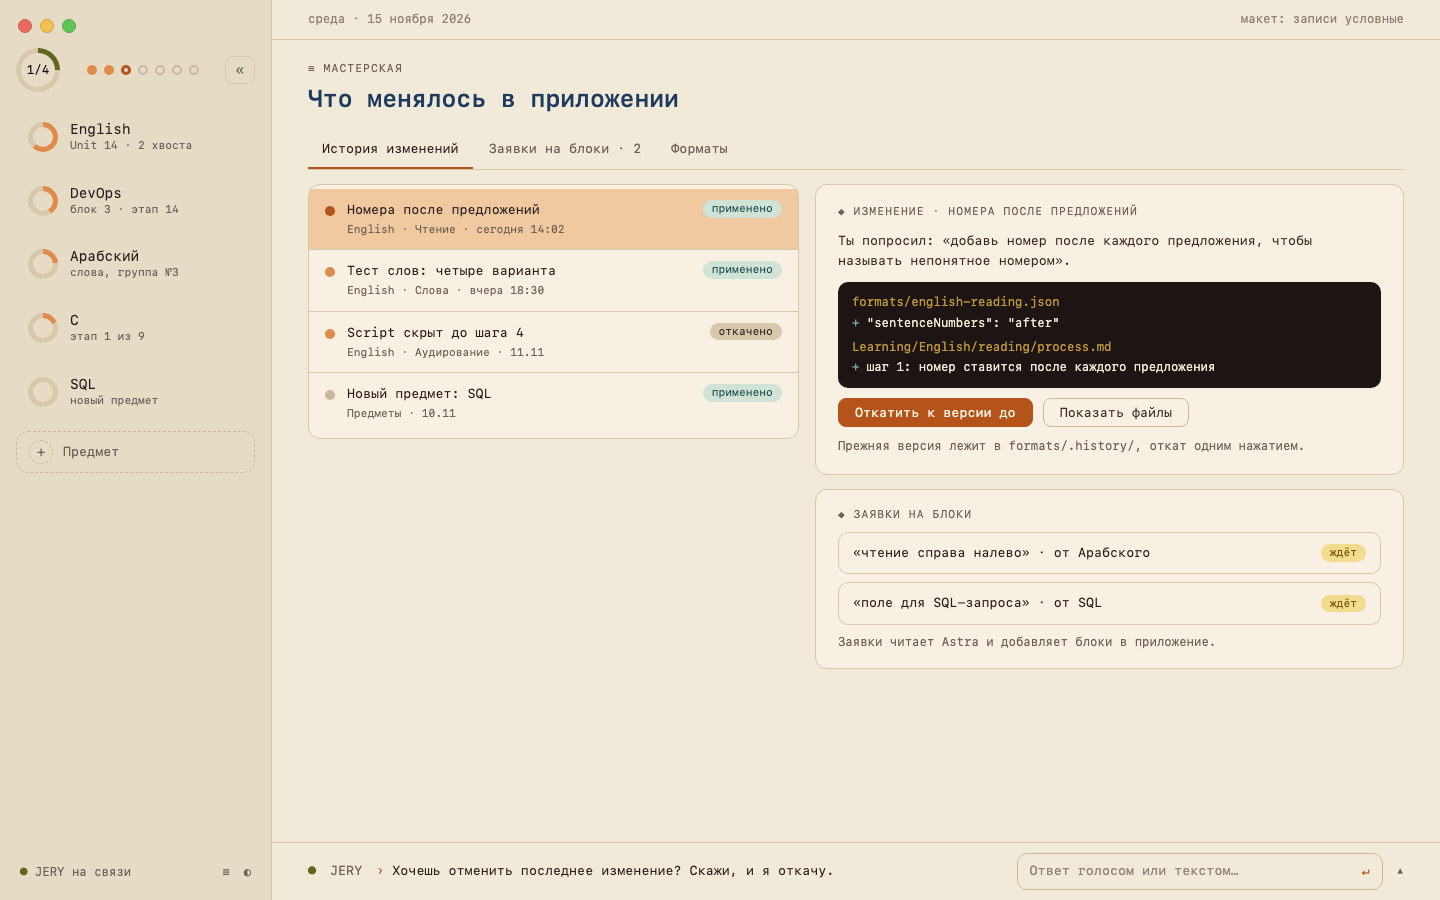 1/4
«
English
Unit 14 · 2 хвоста
DevOps
блок 3 · этап 14
Арабский
слова, группа №3
C
этап 1 из 9
SQL
новый предмет
+ Предмет
JERY на связи
среда · 15 ноября 2026
макет: записи условные
≡ МАСТЕРСКАЯ
Что менялось в приложении
История изменений
Заявки на блоки · 2
Форматы
Номера после предложений
применено
English · Чтение · сегодня 14:02
Тест слов: четыре варианта
применено
English · Слова · вчера 18:30
Script скрыт до шага 4
откачено
English · Аудирование · 11.11
Новый предмет: SQL
применено
Предметы · 10.11
◆ ИЗМЕНЕНИЕ · НОМЕРА ПОСЛЕ ПРЕДЛОЖЕНИЙ
Ты попросил: «добавь номер после каждого предложения, чтобы
называть непонятное номером».
formats/english-reading.json
+ "sentenceNumbers": "after"
Learning/English/reading/process.md
+ шаг 1: номер ставится после каждого предложения
Откатить к версии до
Показать файлы
Прежняя версия лежит в formats/.history/, откат одним нажатием.
◆ ЗАЯВКИ НА БЛОКИ
«чтение справа налево» · от Арабского
ждёт
«поле для SQL-запроса» · от SQL
ждёт
Заявки читает Astra и добавляет блоки в приложение.
JERY › Хочешь отменить последнее изменение? Скажи, и я откачу.
Ответ голосом или текстом…